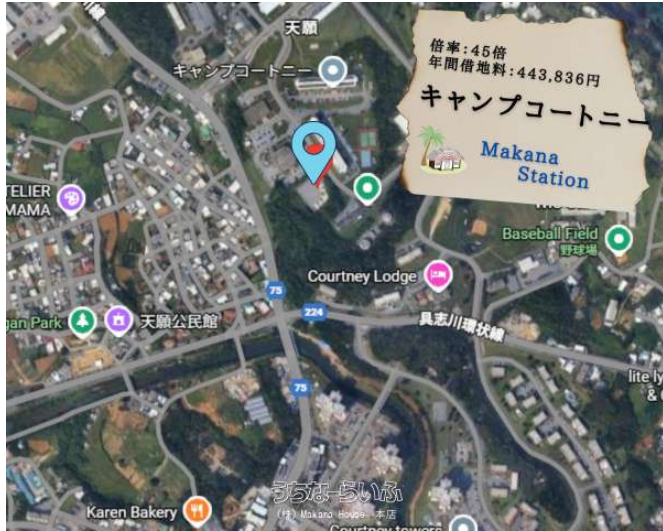 天願
キャンプコートニー
倍率:45倍
年間借地料:443,836円
キャンプコートニー
Makana
Station
TELIER
MAMA
Baseball Field
野球場
Courtney Lodge
75
224
具志川環状線
gan Park
天願公民館
75
lite ly
&
うちなーらいふ
(株) Makana House 本店
Karen Bakery
Courtney towers